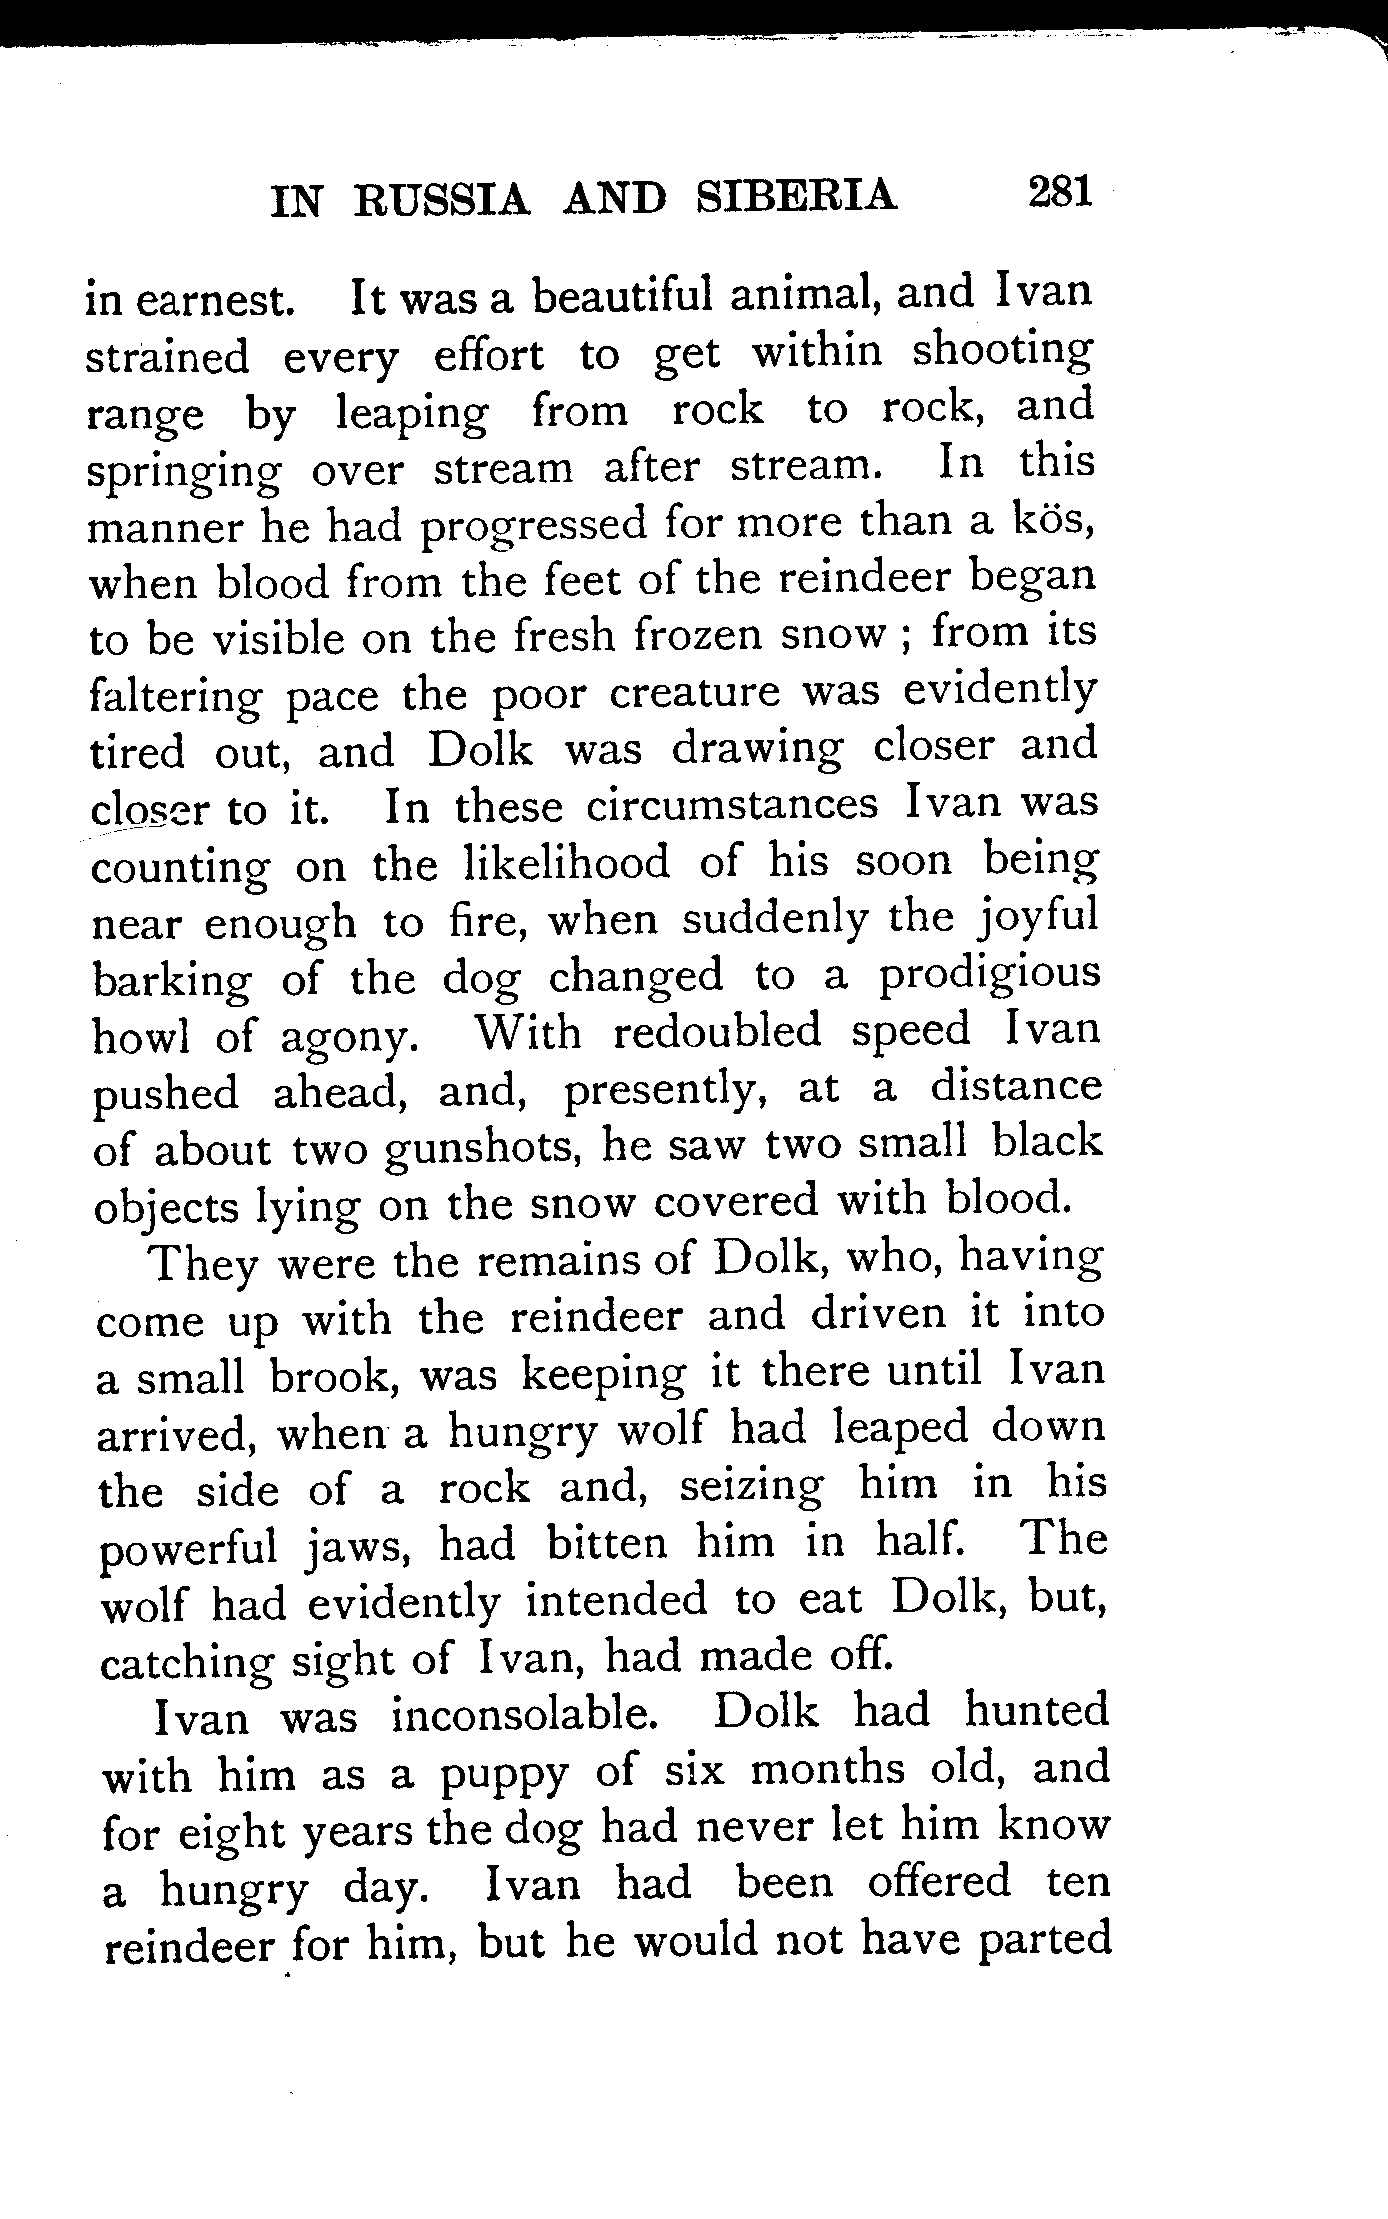 IN RUSSIA AND SIBERIA 281
in earnest. It was a beautiful animal, and Ivan
strained every effort to get within shooting
range by leaping from rock to rock, and
springing over stream after stream. In this
manner he had progressed for more than a kös,
when blood from the feet of the reindeer began
to be visible on the fresh frozen snow ; from its
faltering pace the poor creature was evidently
tired out, and Dolk was drawing closer and
closer to it. In these circumstances Ivan was
counting on the likelihood of his soon being
near enough to fire, when suddenly the joyful
barking of the dog changed to a prodigious
howl of agony. With redoubled speed Ivan
pushed ahead, and, presently, at a distance
of about two gunshots, he saw two small black
objects lying on the snow covered with blood.
They were the remains of Dolk, who, having
come up with the reindeer and driven it into
a small brook, was keeping it there until Ivan
arrived, when a hungry wolf had leaped down
the side of a rock and, seizing him in his
powerful jaws, had bitten him in half. The
wolf had evidently intended to eat Dolk, but,
catching sight of Ivan, had made off.
Ivan was inconsolable. Dolk had hunted
with him as a puppy of six months old, and
for eight years the dog had never let him know
a hungry day. Ivan had been offered ten
reindeer for him, but he would not have parted